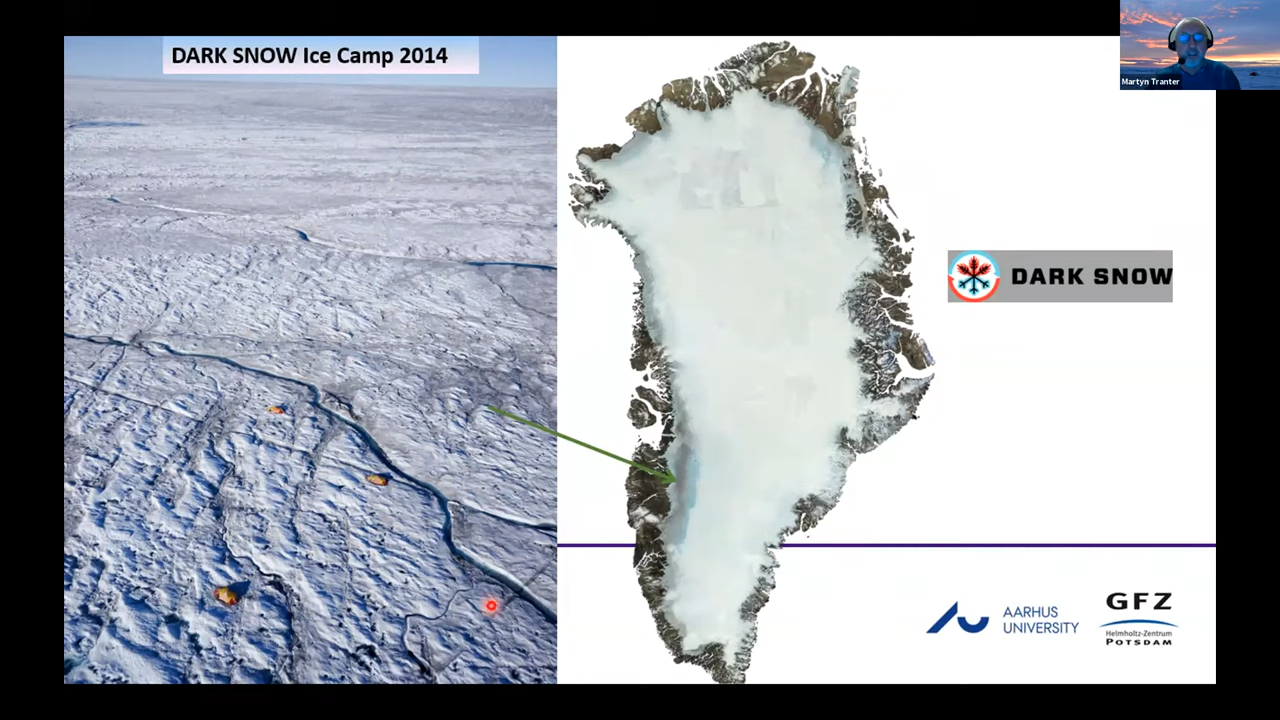 DARK SNOW Ice Camp 2014
Martyn Tranter
DARK SNOW
AARHUS
UNIVERSITY
GFZ
Helmholtz-Zentrum
POTSDAM